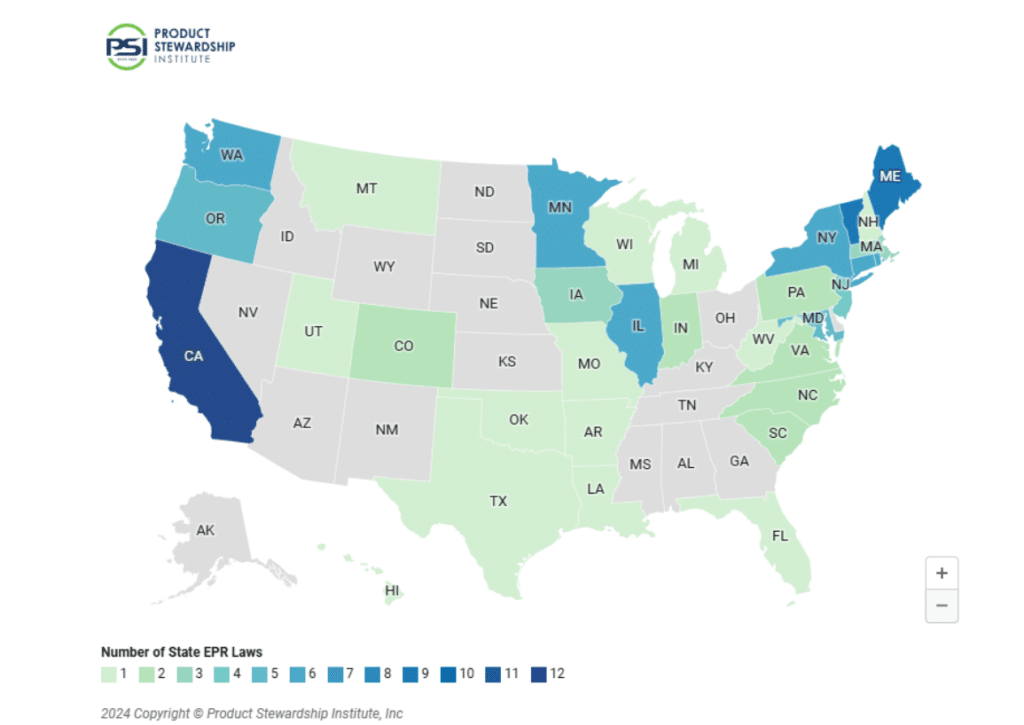 PSI
PRODUCT
STEWARDSHIP
INSTITUTE
WA
MT
ND
MN
ME
OR
ID
SD
WI
NY
NH
MA
WY
MI
IA
NE
PA
NJ
NV
UT
CO
IL
IN
OH
MD
CA
KS
MO
KY
WV
VA
AZ
NM
OK
AR
TN
NC
SC
MS
AL
GA
TX
LA
AK
FL
HI
+
−
Number of State EPR Laws
1 2 3 4 5 6 7 8 9 10 11 12
2024 Copyright © Product Stewardship Institute, Inc